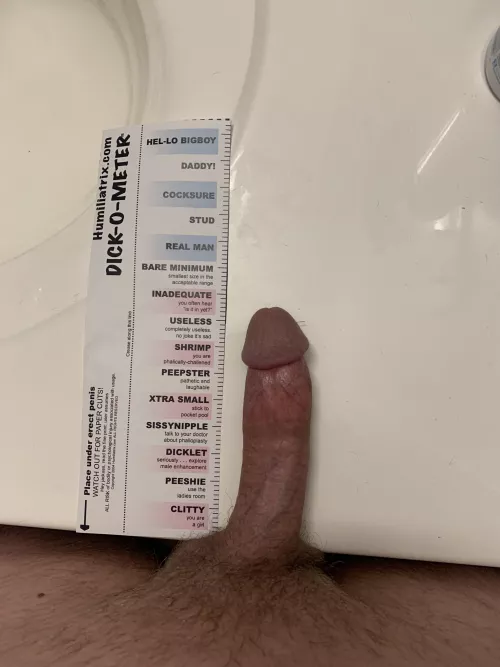 Humiliatrix.com
DICK-O-METER
HEL-LO BIGBOY
DADDY!
COCKSURE
STUD
REAL MAN
BARE MINIMUM
smallest size in the
acceptable range
INADEQUATE
you often hear
"is it in yet?"
USELESS
completely useless.
no joke it's sad
SHRIMP
you are
phalically-challened
PEEPSTER
pathetic and
laughable
XTRA SMALL
stick to
pocket pool
SISSYNIPPLE
talk to your doctor
about phalloplasty
DICKLET
seriously . . . explore
male enhancement
PEESHIE
use the
ladies room
CLITTY
you are
a girl
Place under erect penis
WATCH OUT FOR PAPER CUTS!